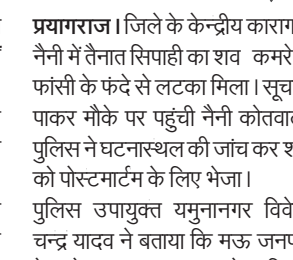 प्रयागराज। जिले के केन्द्रीय काराग
नैनी में तैनात सिपाही का शव कमरे
फांसी के फंदे से लटका मिला। सूच
पाकर मौके पर पहुंची नैनी कोतवा
पुलिस ने घटनास्थल की जांच कर श
को पोस्टमार्टम के लिए भेजा।
पुलिस उपायुक्त यमुनानगर विवे
चन्द्र यादव ने बताया कि मऊ जनप